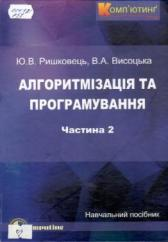 Комп'ютинг
Ю.В. Ришковець, В.А. Висоцька
АЛГОРИТМІЗАЦІЯ ТА
ПРОГРАМУВАННЯ
Частина 2
Навчальний посібник